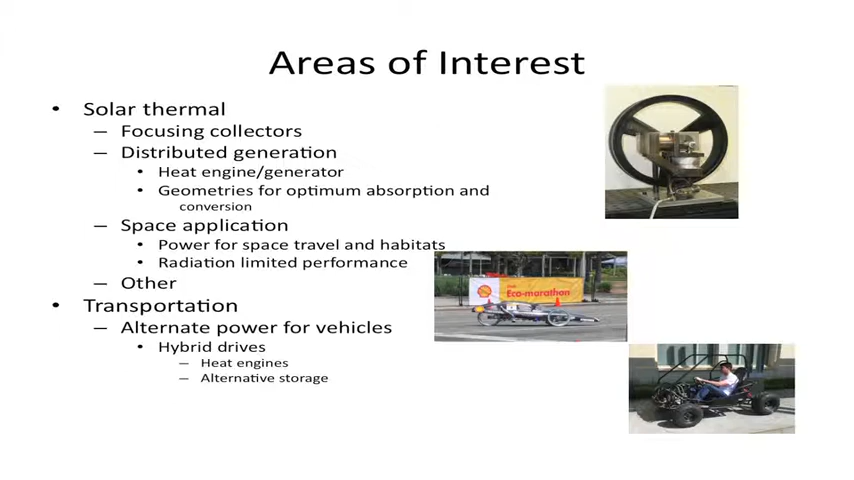 Areas of Interest
• Solar thermal
– Focusing collectors
– Distributed generation
• Heat engine/generator
• Geometries for optimum absorption and
conversion
– Space application
• Power for space travel and habitats
• Radiation limited performance
– Other
• Transportation
– Alternate power for vehicles
• Hybrid drives
– Heat engines
– Alternative storage
Eco-marathon